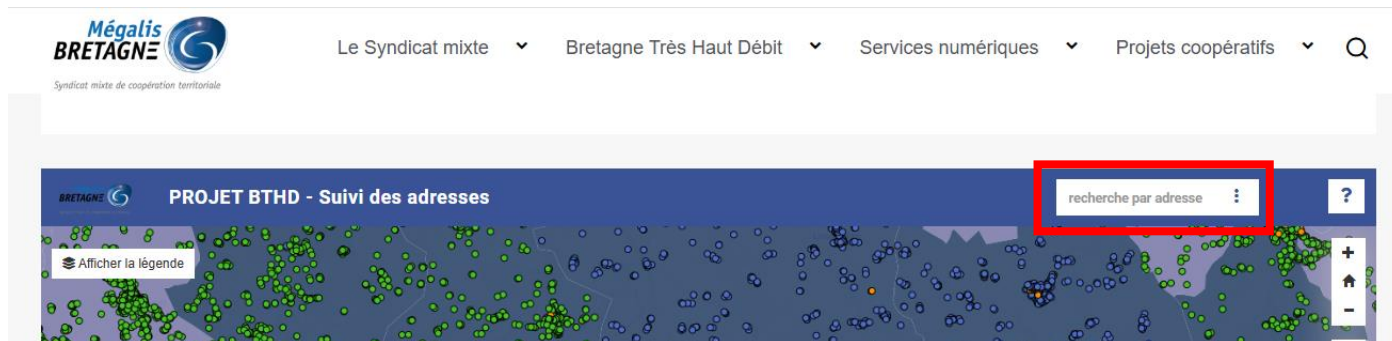 Mégalis
BRETAGNE
Syndicat mixte de coopération territoriale
Le Syndicat mixte Bretagne Très Haut Débit Services numériques Projets coopératifs
BRETAGNE
PROJET BTHD - Suivi des adresses
recherche par adresse
?
Afficher la légende
+
-